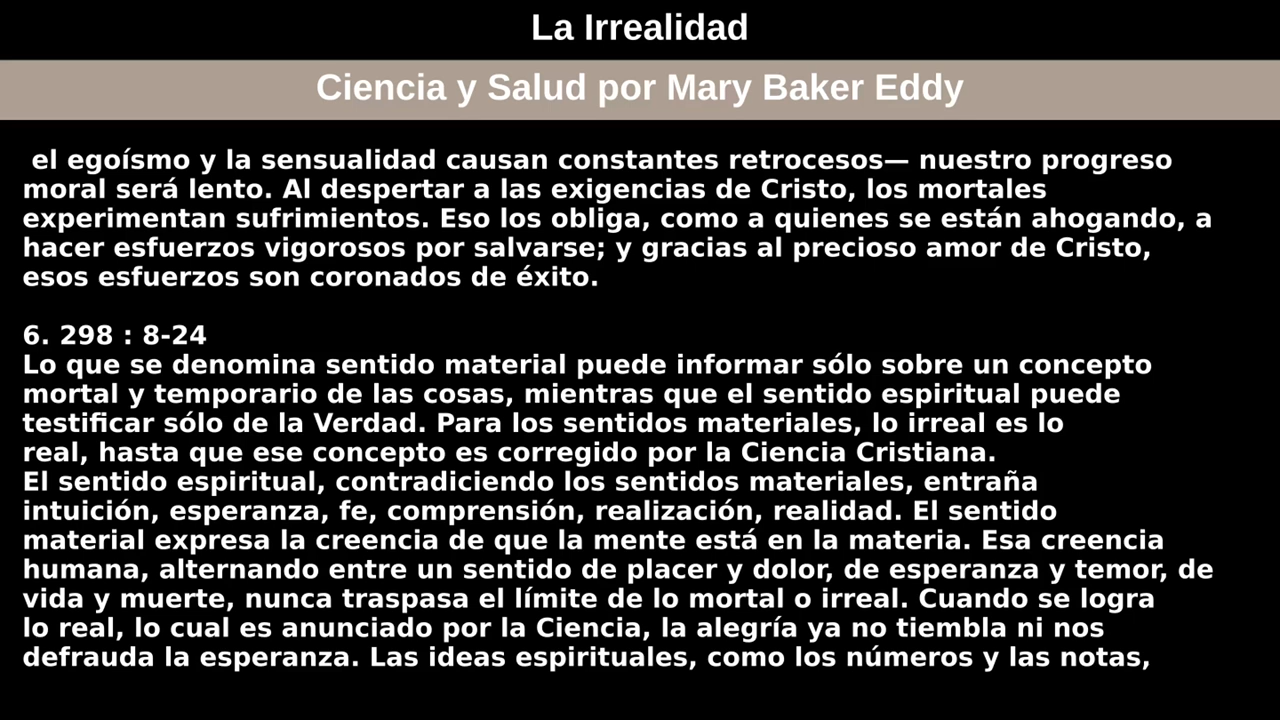 La Irrealidad
Ciencia y Salud por Mary Baker Eddy
el egoísmo y la sensualidad causan constantes retrocesos— nuestro progreso
moral será lento. Al despertar a las exigencias de Cristo, los mortales
experimentan sufrimientos. Eso los obliga, como a quienes se están ahogando, a
hacer esfuerzos vigorosos por salvarse; y gracias al precioso amor de Cristo,
esos esfuerzos son coronados de éxito.
6. 298 : 8-24
Lo que se denomina sentido material puede informar sólo sobre un concepto
mortal y temporario de las cosas, mientras que el sentido espiritual puede
testificar sólo de la Verdad. Para los sentidos materiales, lo irreal es lo
real, hasta que ese concepto es corregido por la Ciencia Cristiana.
El sentido espiritual, contradiciendo los sentidos materiales, entraña
intuición, esperanza, fe, comprensión, realización, realidad. El sentido
material expresa la creencia de que la mente está en la materia. Esa creencia
humana, alternando entre un sentido de placer y dolor, de esperanza y temor, de
vida y muerte, nunca traspasa el límite de lo mortal o irreal. Cuando se logra
lo real, lo cual es anunciado por la Ciencia, la alegría ya no tiembla ni nos
defrauda la esperanza. Las ideas espirituales, como los números y las notas,